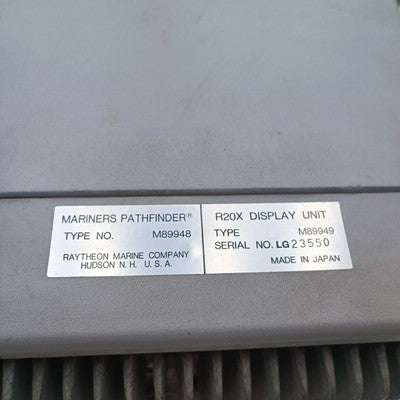 MARINERS PATHFINDER®
TYPE NO. M89948
RAYTHEON MARINE COMPANY
HUDSON N. H. U. S. A.
R20X DISPLAY UNIT
TYPE M89949
SERIAL NO. LG23550
MADE IN JAPAN